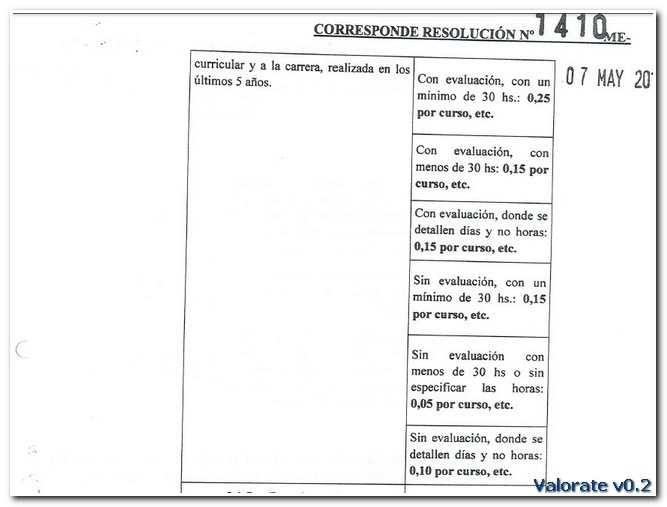 CORRESPONDE RESOLUCIÓN Nº 1410 ME-
07 MAY 20
curricular y a la carrera, realizada en los
últimos 5 años.
Con evaluación, con un
mínimo de 30 hs.: 0,25
por curso, etc.
Con evaluación, con
menos de 30 hs: 0,15 por
curso, etc.
Con evaluación, donde se
detallen días y no horas:
0,15 por curso, etc.
Sin evaluación, con un
mínimo de 30 hs.: 0,15
por curso, etc.
Sin evaluación con
menos de 30 hs o sin
especificar las horas:
0,05 por curso, etc.
Sin evaluación, donde se
detallen días y no horas:
0,10 por curso, etc.
Valorate v0.2